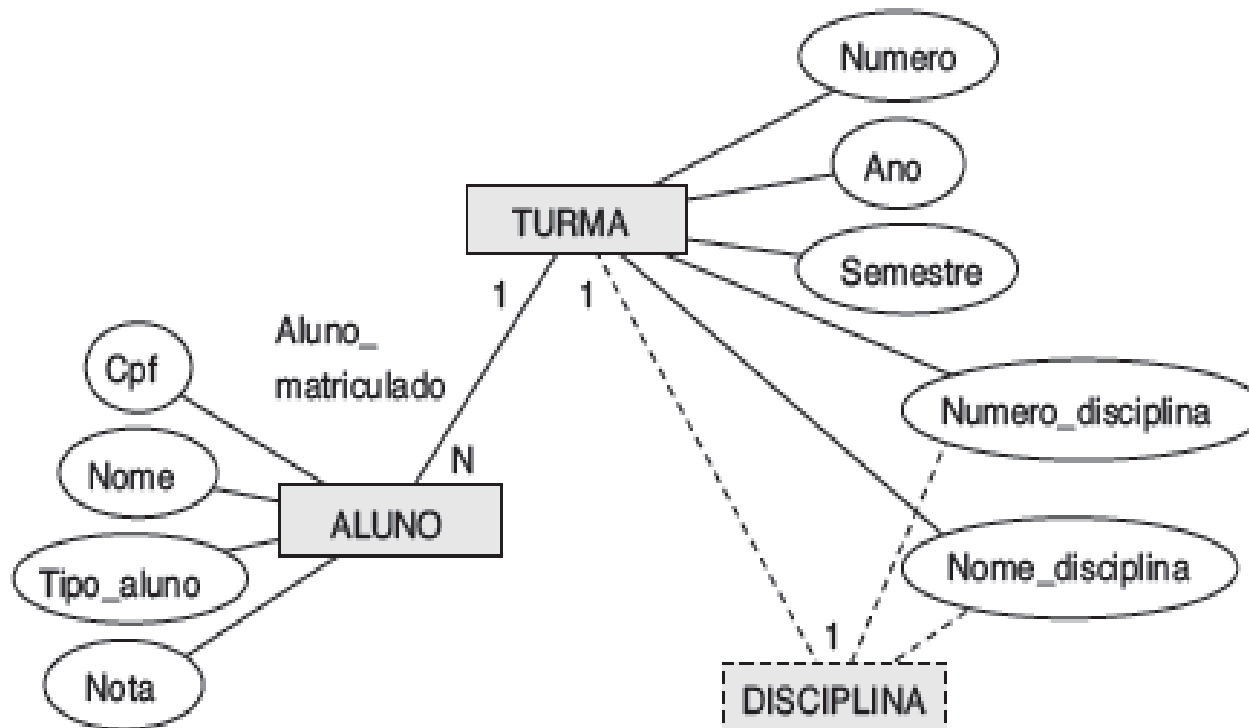 Numero
Ano
TURMA
Semestre
1
1
Aluno_
matriculado
Cpf
Numero_disciplina
N
Nome
ALUNO
Nome_disciplina
Tipo_aluno
1
Nota
DISCIPLINA